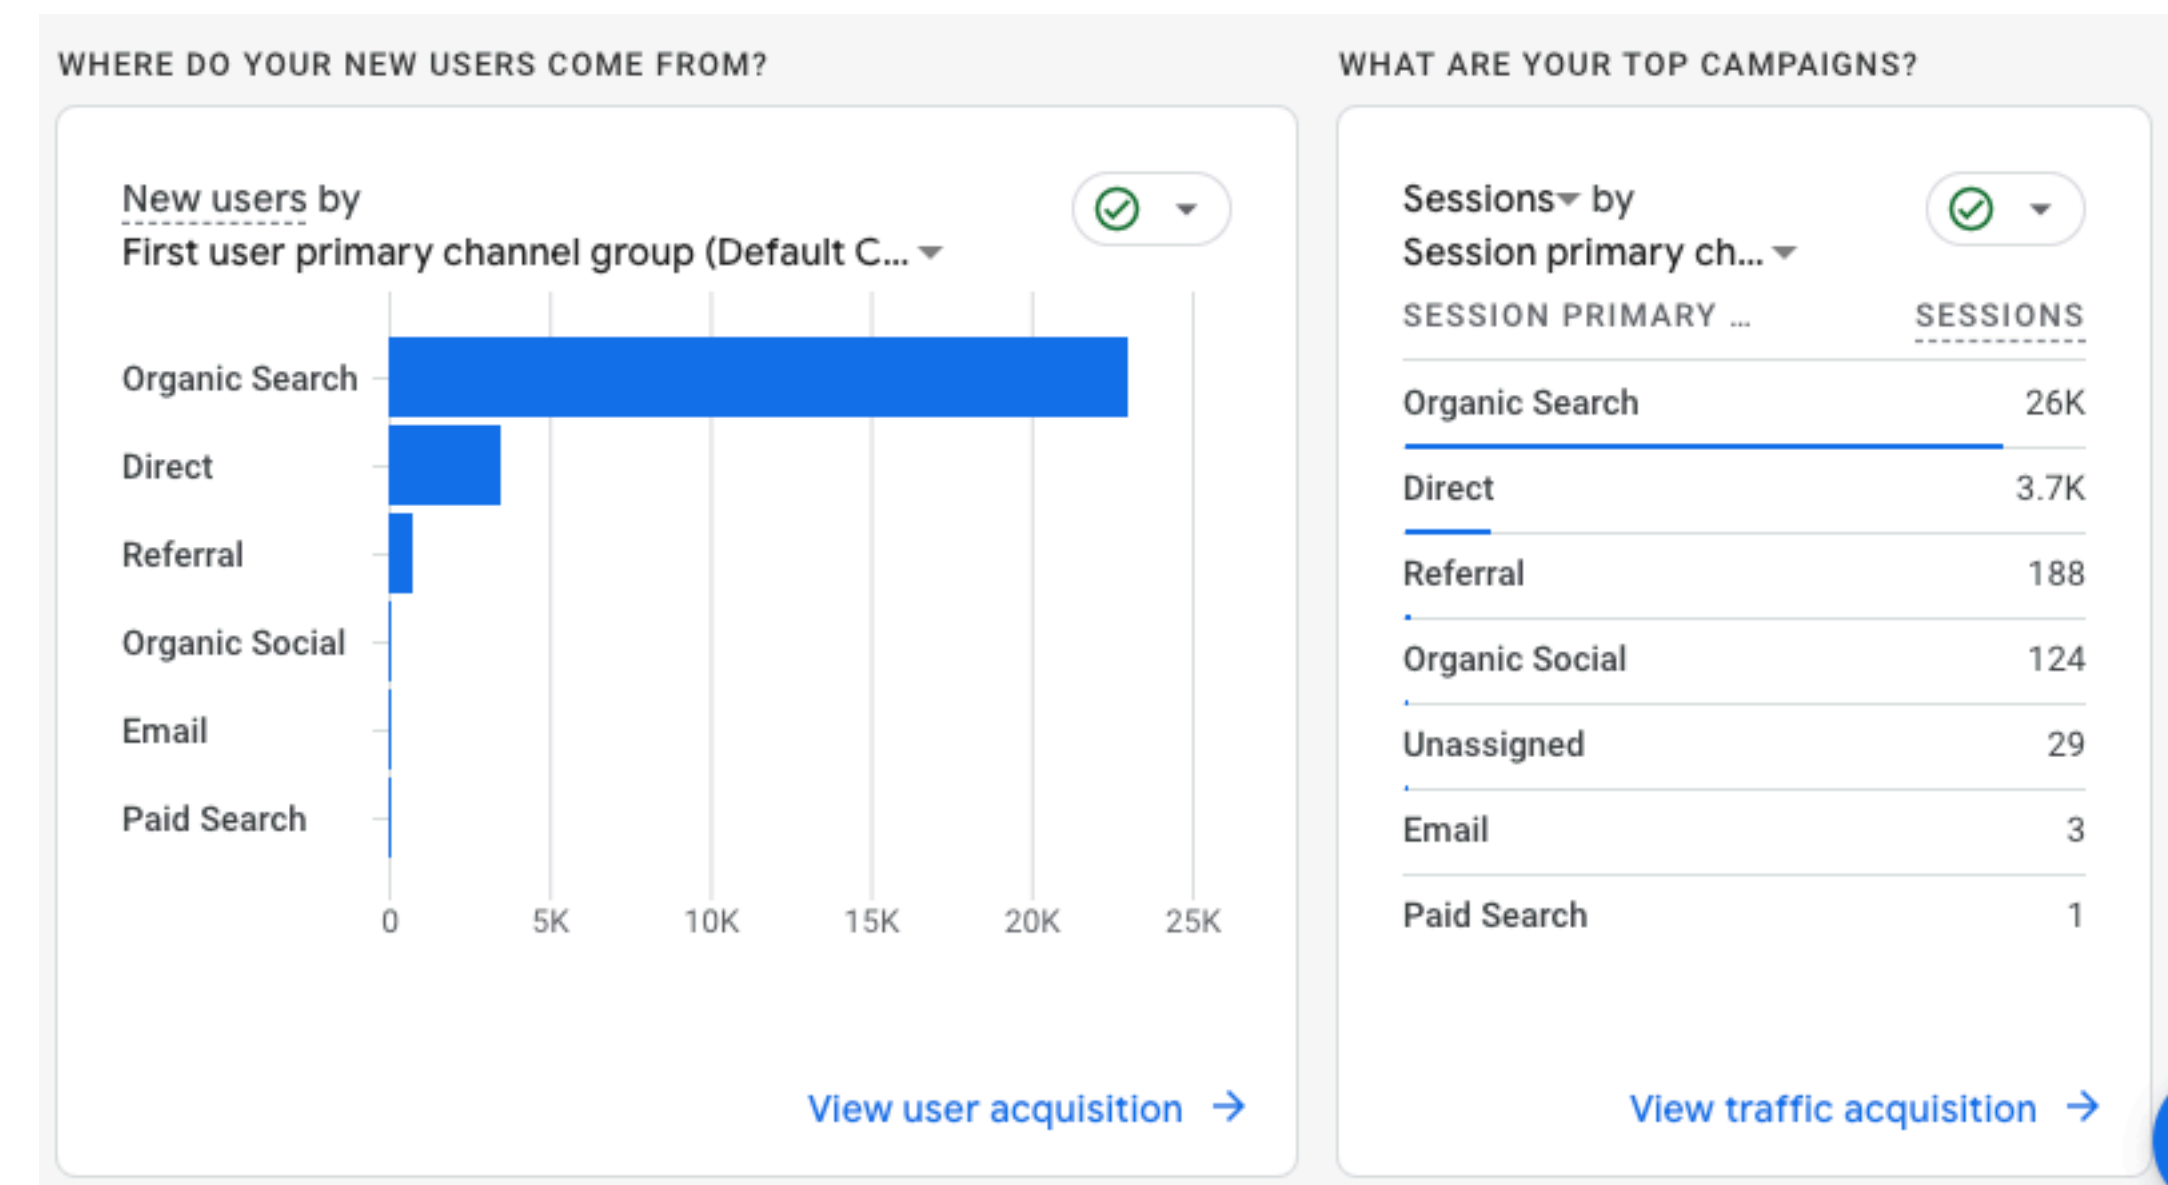 WHERE DO YOUR NEW USERS COME FROM?
New users by
First user primary channel group (Default C...
Organic Search
Direct
Referral
Organic Social
Email
Paid Search
0 5K 10K 15K 20K 25K
View user acquisition
WHAT ARE YOUR TOP CAMPAIGNS?
Sessions by
Session primary ch...
SESSION PRIMARY ... SESSIONS
Organic Search 26K
Direct 3.7K
Referral 188
Organic Social 124
Unassigned 29
Email 3
Paid Search 1
View traffic acquisition